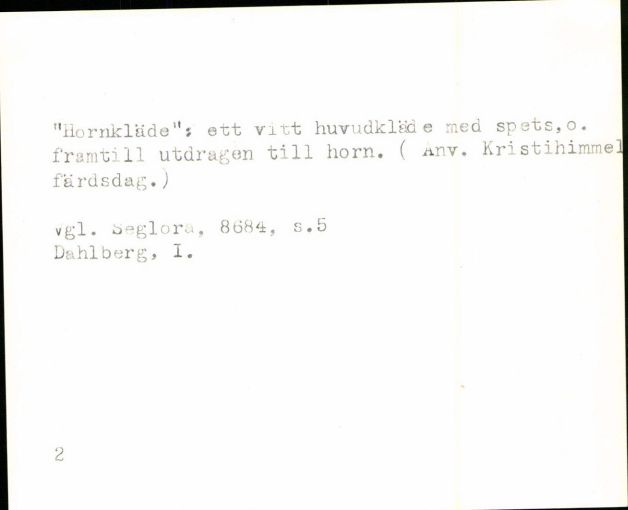 "Hornkläde": ett vitt huvudkläde med spets,o.
framtill utdragen till horn. ( Anv. Kristihimmel
färdsdag.)
vgl. Seglora, 8684, s.5
Dahlberg, I.
2